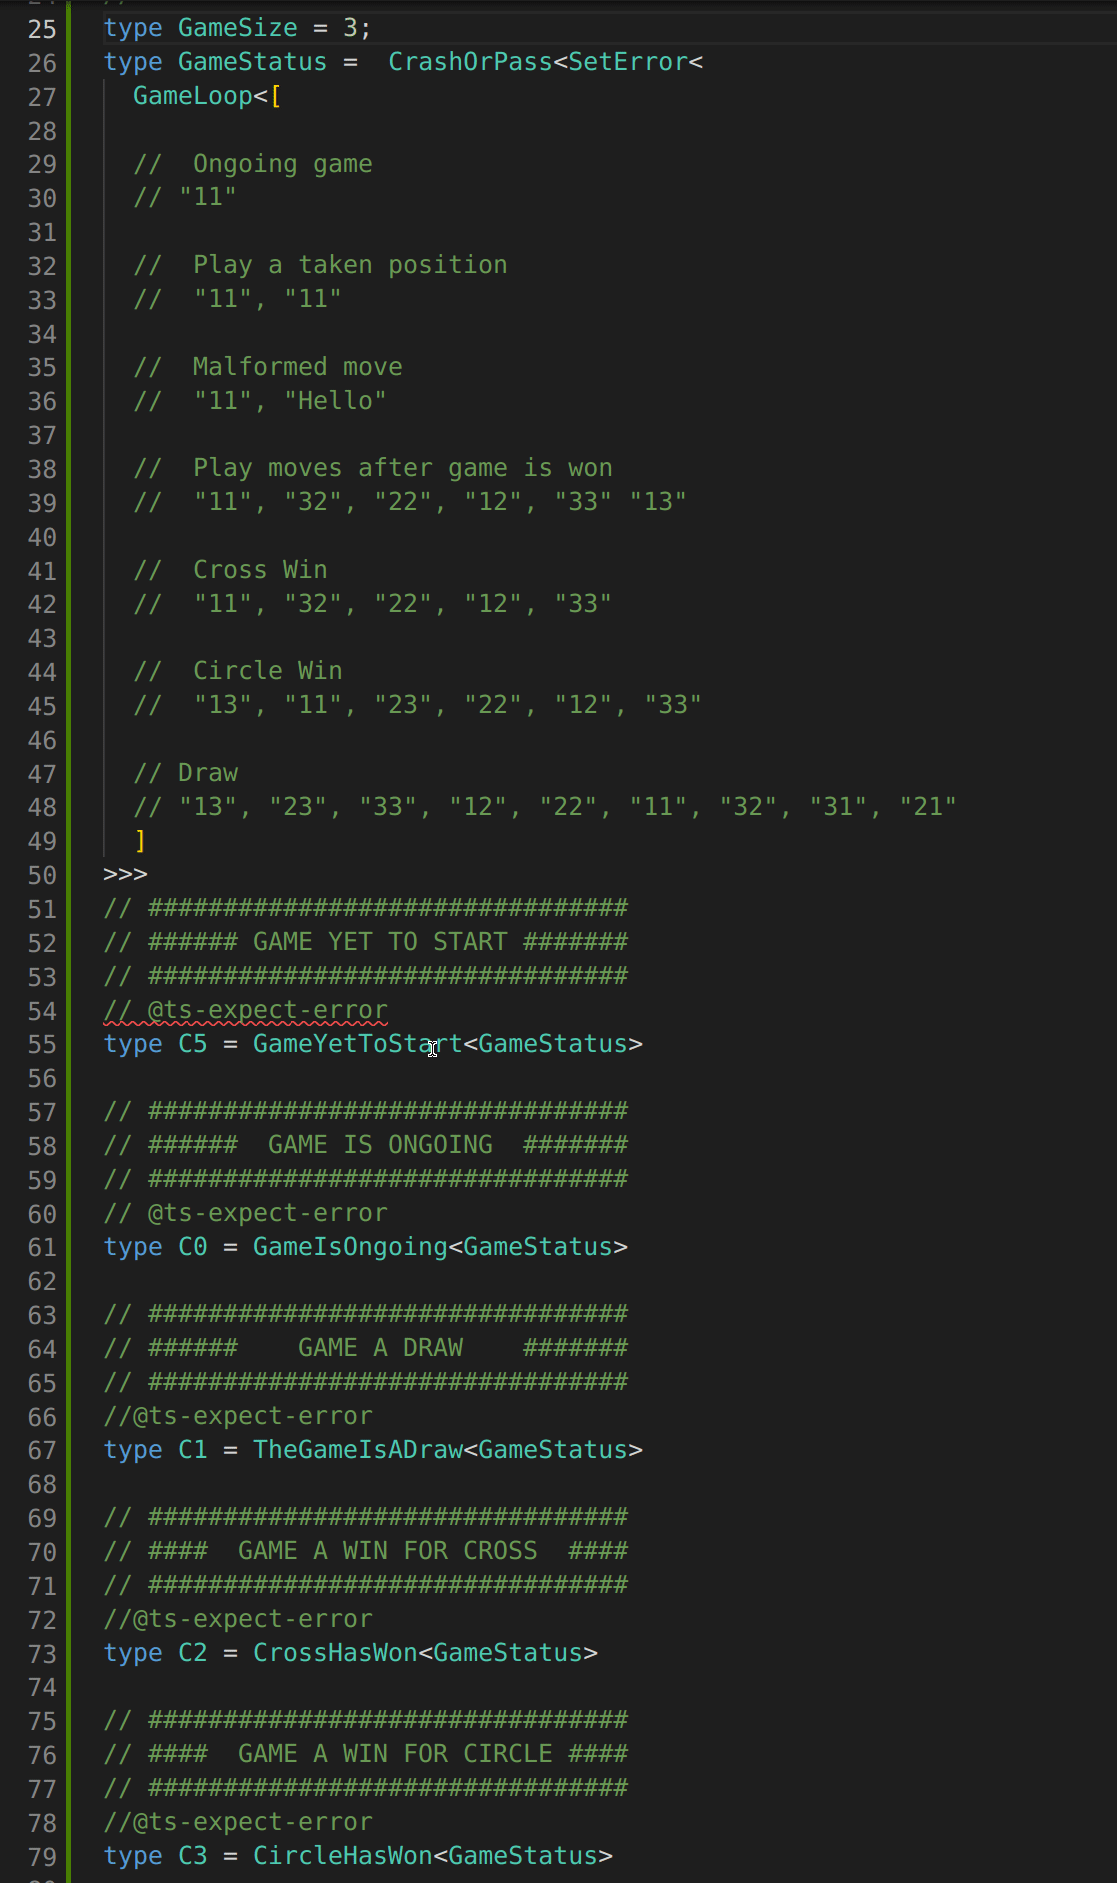 25 type GameSize = 3;
26 type GameStatus =  CrashOrPass<SetError<
27   GameLoop<[
28
29   //  Ongoing game
30   // "11"
31
32   //  Play a taken position
33   //  "11", "11"
34
35   //  Malformed move
36   //  "11", "Hello"
37
38   //  Play moves after game is won
39   //  "11", "32", "22", "12", "33" "13"
40
41   //  Cross Win
42   //  "11", "32", "22", "12", "33"
43
44   //  Circle Win
45   //  "13", "11", "23", "22", "12", "33"
46
47   // Draw
48   // "13", "23", "33", "12", "22", "11", "32", "31", "21"
49   ]
50 >>>
51 // ################################
52 // ###### GAME YET TO START #######
53 // ################################
54 // @ts-expect-error
55 type C5 = GameYetToStart<GameStatus>
56
57 // ################################
58 // ######  GAME IS ONGOING  #######
59 // ################################
60 // @ts-expect-error
61 type C0 = GameIsOngoing<GameStatus>
62
63 // ################################
64 // ######    GAME A DRAW    #######
65 // ################################
66 //@ts-expect-error
67 type C1 = TheGameIsADraw<GameStatus>
68
69 // ################################
70 // ####  GAME A WIN FOR CROSS  ####
71 // ################################
72 //@ts-expect-error
73 type C2 = CrossHasWon<GameStatus>
74
75 // ################################
76 // ####  GAME A WIN FOR CIRCLE ####
77 // ################################
78 //@ts-expect-error
79 type C3 = CircleHasWon<GameStatus>